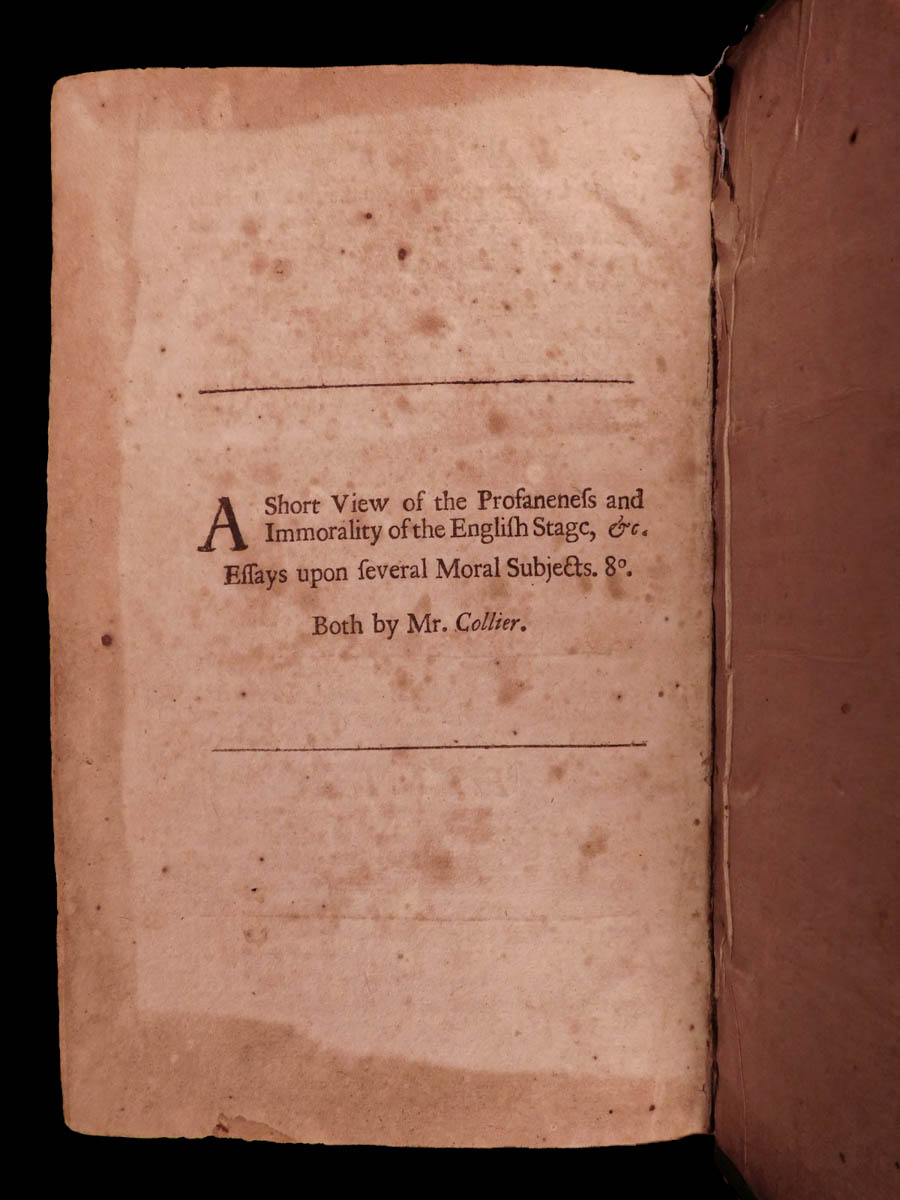 A Short View of the Profaneneſs and
Immorality of the Engliſh Stage, &c.
Eſſays upon ſeveral Moral Subjects. 8º.
Both by Mr. Collier.